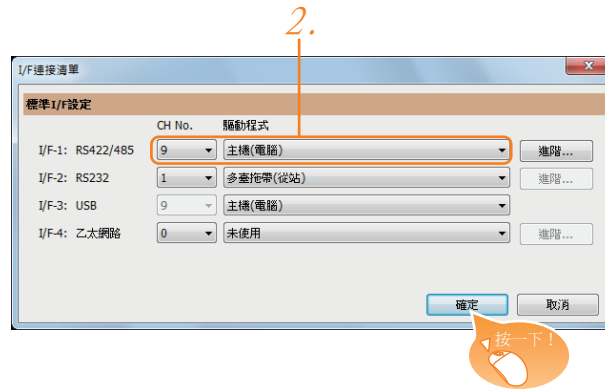 2.
I/F連接清單
標準I/F設定
CH No. 驅動程式
I/F-1: RS422/485 9 主機(電腦) 進階...
I/F-2: RS232 1 多臺拖帶(從站) 進階...
I/F-3: USB 9 主機(電腦)
I/F-4: 乙太網路 0 未使用 進階...
確定 取消
按一下!